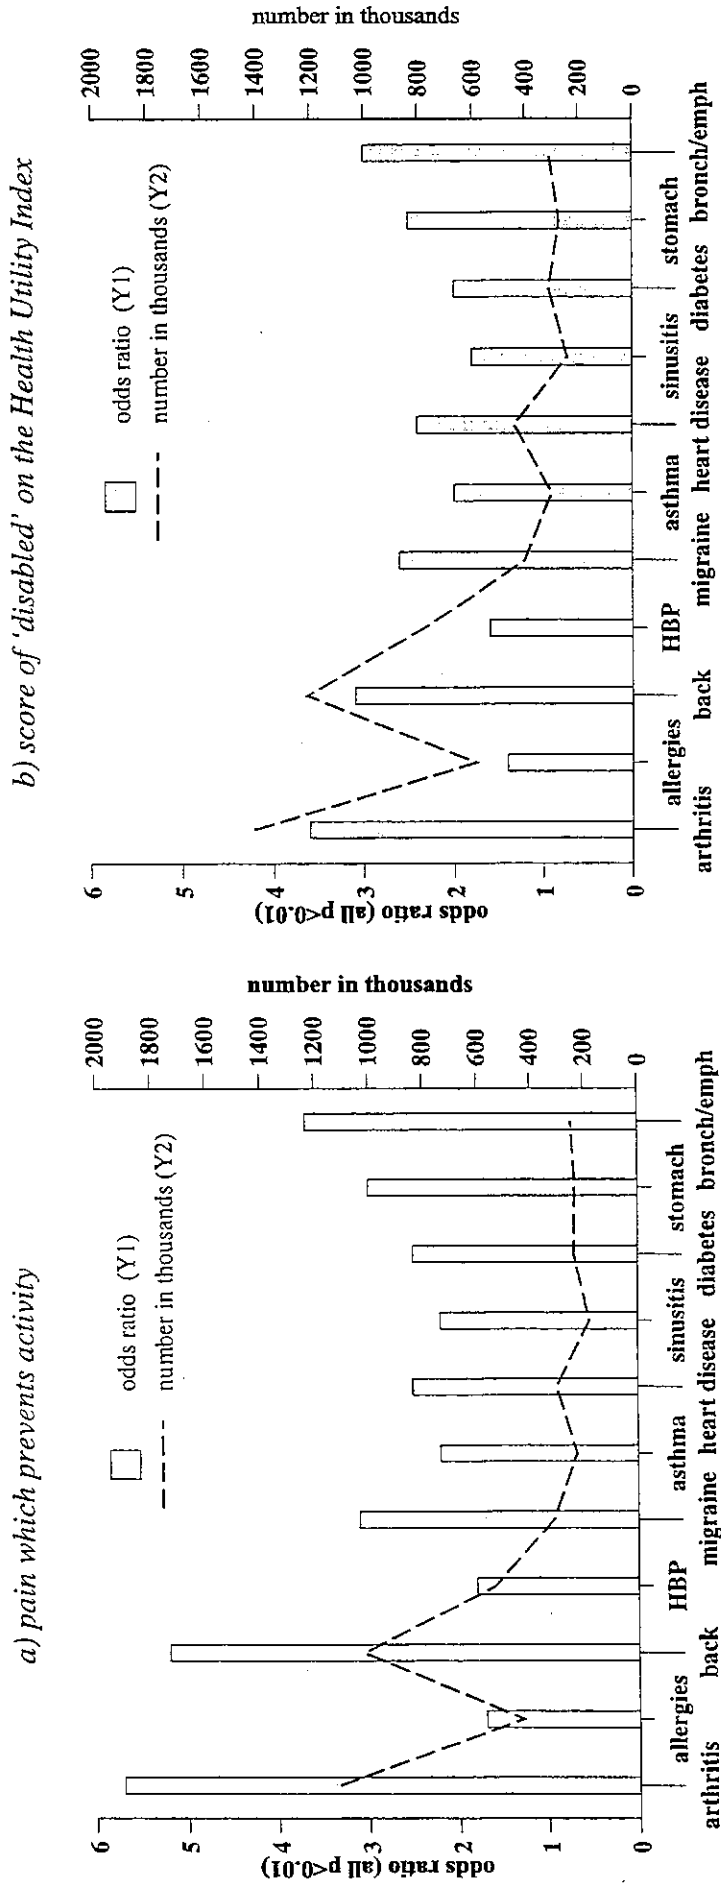 a) pain which prevents activity
odds ratio (Y1)
number in thousands (Y2)
odds ratio (all p<0.01)
6
5
4
3
2
1
0
number in thousands
2000
1800
1600
1400
1200
1000
800
600
400
200
0
allergies HBP asthma sinusitis stomach
arthritis back migraine heart disease diabetes bronch/emph
b) score of ‘disabled’ on the Health Utility Index
odds ratio (Y1)
number in thousands (Y2)
odds ratio (all p<0.01)
6
5
4
3
2
1
0
number in thousands
2000
1800
1600
1400
1200
1000
800
600
400
200
0
allergies HBP asthma sinusitis stomach
arthritis back migraine heart disease diabetes bronch/emph